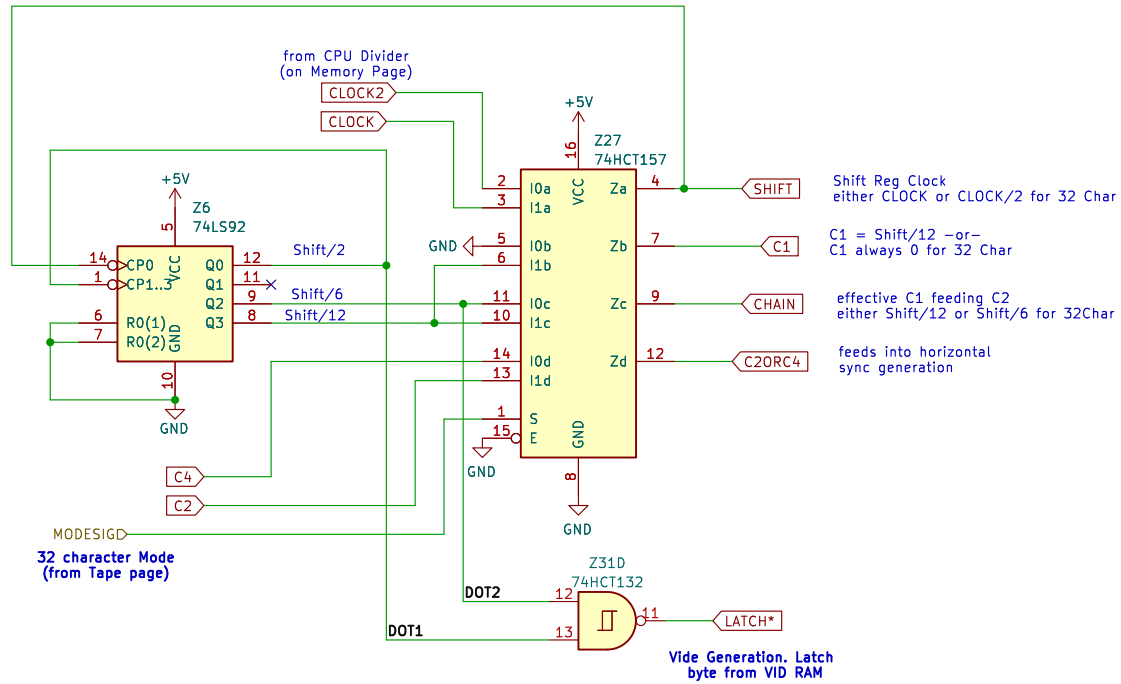 from CPU Divider
(on Memory Page)
CLOCK2
CLOCK
+5V
16
Z27
74HCT157
VCC
2 I0a
3 I1a
GND 5 I0b
6 I1b
11 I0c
10 I1c
14 I0d
13 I1d
1 S
15 E
GND
GND
8
GND
Za 4
Zb 7
Zc 9
Zd 12
SHIFT
Shift Reg Clock
either CLOCK or CLOCK/2 for 32 Char
C1
C1 = Shift/12 -or-
C1 always 0 for 32 Char
CHAIN
effective C1 feeding C2
either Shift/12 or Shift/6 for 32Char
C2ORC4
feeds into horizontal
sync generation
+5V
5
Z6
74LS92
VCC
14 CP0
1 CP1..3
6 R0(1)
7 R0(2)
GND
10
GND
Q0 12 Shift/2
Q1 11
Q2 9 Shift/6
Q3 8 Shift/12
C4
C2
MODESIG
32 character Mode
(from Tape page)
Z31D
74HCT132
DOT2 12
DOT1 13
11
LATCH*
Vide Generation. Latch
byte from VID RAM